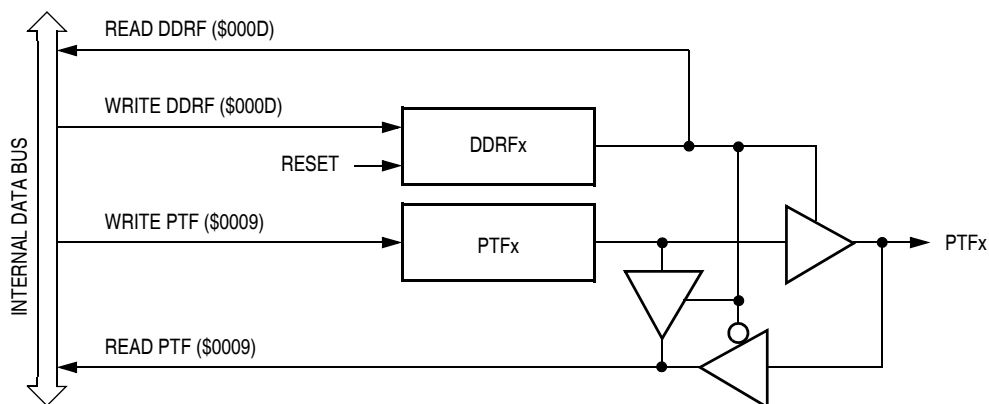 READ DDRF ($000D)
WRITE DDRF ($000D)
DDRFx
RESET
WRITE PTF ($0009)
PTFx
PTFx
READ PTF ($0009)
INTERNAL DATA BUS